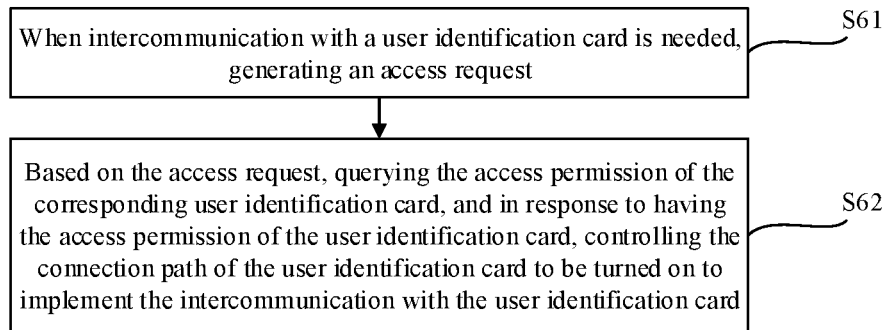 When intercommunication with a user identification card is needed,
generating an access request
S61
Based on the access request, querying the access permission of the
corresponding user identification card, and in response to having
the access permission of the user identification card, controlling the
connection path of the user identification card to be turned on to
implement the intercommunication with the user identification card
S62